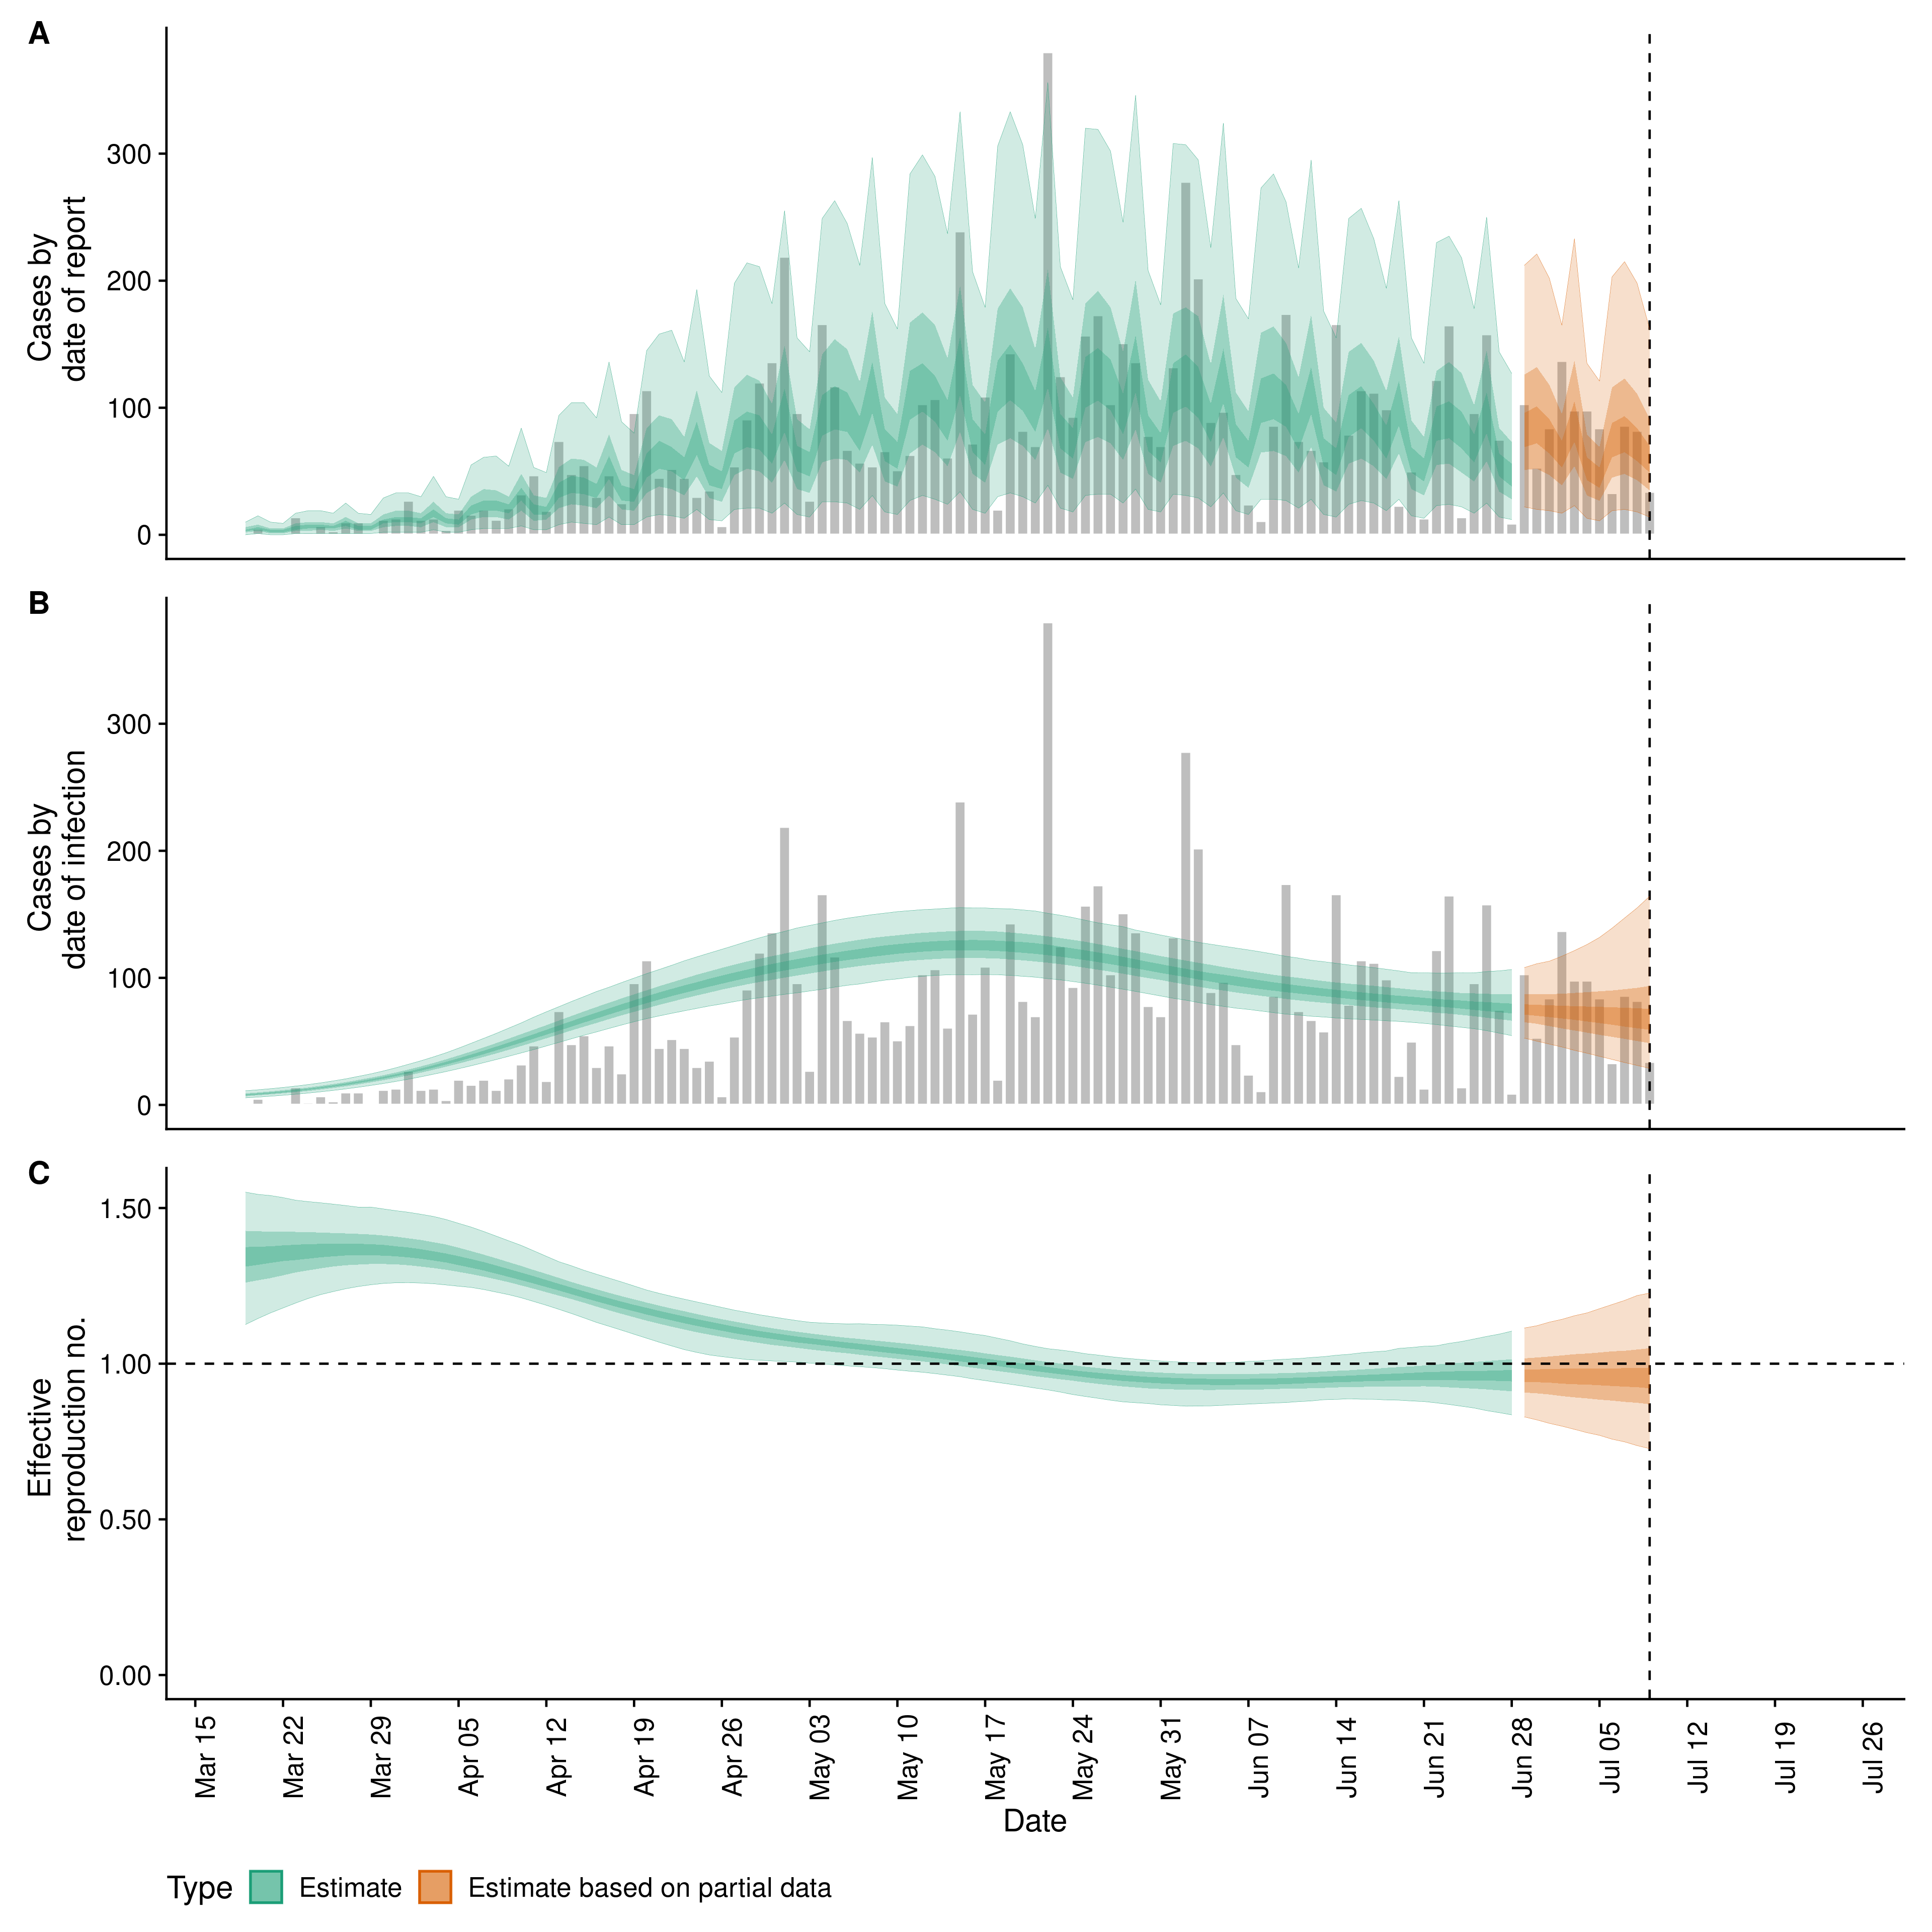 A
300
200
100
0
Cases by
date of report
B
300
200
100
0
Cases by
date of infection
C
1.50
1.00
0.50
0.00
Effective
reproduction no.
Mar 15
Mar 22
Mar 29
Apr 05
Apr 12
Apr 19
Apr 26
May 03
May 10
May 17
May 24
May 31
Jun 07
Jun 14
Jun 21
Jun 28
Jul 05
Jul 12
Jul 19
Jul 26
Date
Type Estimate Estimate based on partial data